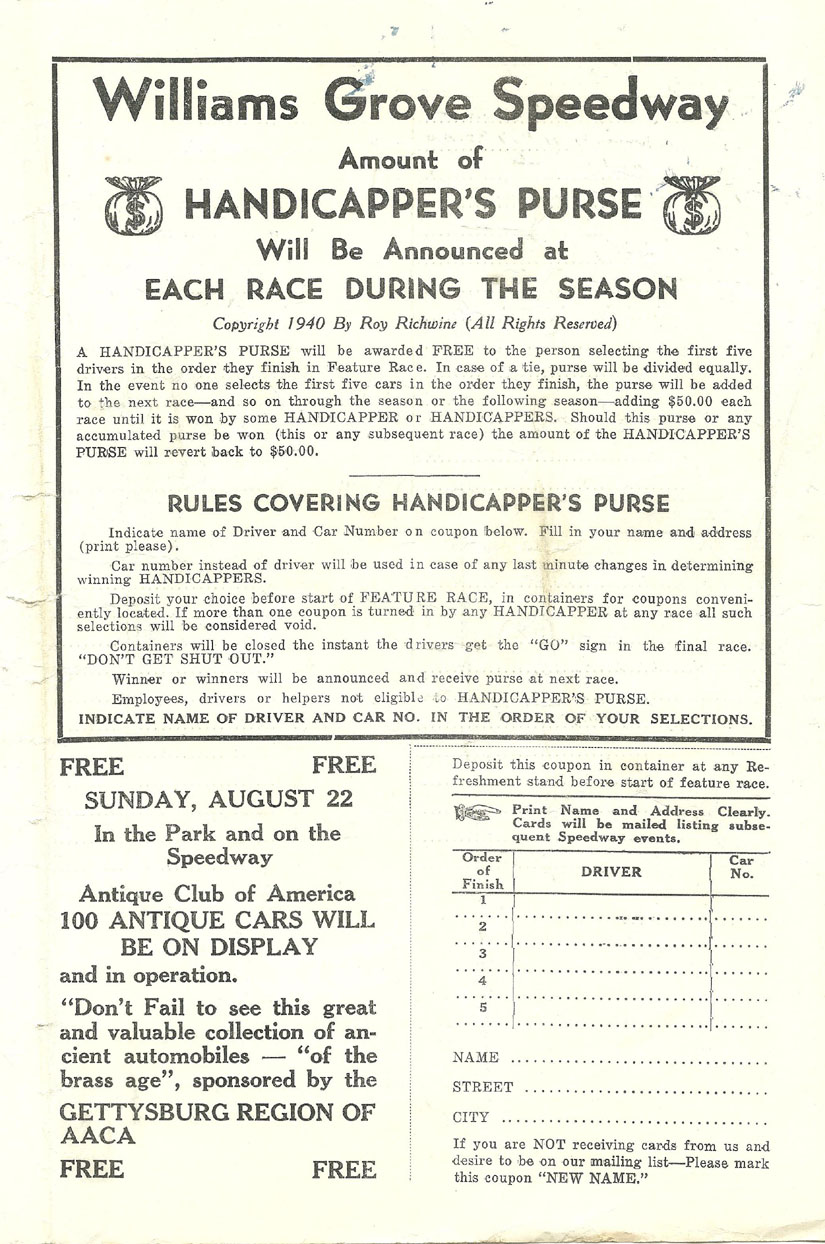 Williams Grove Speedway
Amount of
HANDICAPPER'S PURSE
Will Be Announced at
EACH RACE DURING THE SEASON
Copyright 1940 By Roy Richwine (All Rights Reserved)
A HANDICAPPER'S PURSE will be awarded FREE to the person selecting the first five
drivers in the order they finish in Feature Race. In case of a tie, purse will be divided equally.
In the event no one selects the first five cars in the order they finish, the purse will be added
to the next race—and so on through the season or the following season—adding $50.00 each
race until it is won by some HANDICAPPER or HANDICAPPERS. Should this purse or any
accumulated purse be won (this or any subsequent race) the amount of the HANDICAPPER'S
PURSE will revert back to $50.00.
RULES COVERING HANDICAPPER'S PURSE
Indicate name of Driver and Car Number on coupon below. Fill in your name and address
(print please).
Car number instead of driver will be used in case of any last minute changes in determining
winning HANDICAPPERS.
Deposit your choice before start of FEATURE RACE, in containers for coupons conveni-
ently located. If more than one coupon is turned in by any HANDICAPPER at any race all such
selections will be considered void.
Containers will be closed the instant the drivers get the "GO" sign in the final race.
"DON'T GET SHUT OUT."
Winner or winners will be announced and receive purse at next race.
Employees, drivers or helpers not eligible to HANDICAPPER'S PURSE.
INDICATE NAME OF DRIVER AND CAR NO. IN THE ORDER OF YOUR SELECTIONS.
FREE FREE
SUNDAY, AUGUST 22
In the Park and on the
Speedway
Antique Club of America
100 ANTIQUE CARS WILL
BE ON DISPLAY
and in operation.
"Don't Fail to see this great
and valuable collection of an-
cient automobiles — "of the
brass age", sponsored by the
GETTYSBURG REGION OF
AACA
FREE FREE
Deposit this coupon in container at any Re-
freshment stand before start of feature race.
Print Name and Address Clearly.
Cards will be mailed listing subse-
quent Speedway events.
Order
of
Finish
DRIVER
Car
No.
1
2
3
4
5
NAME
STREET
CITY
If you are NOT receiving cards from us and
desire to be on our mailing list—Please mark
this coupon "NEW NAME."